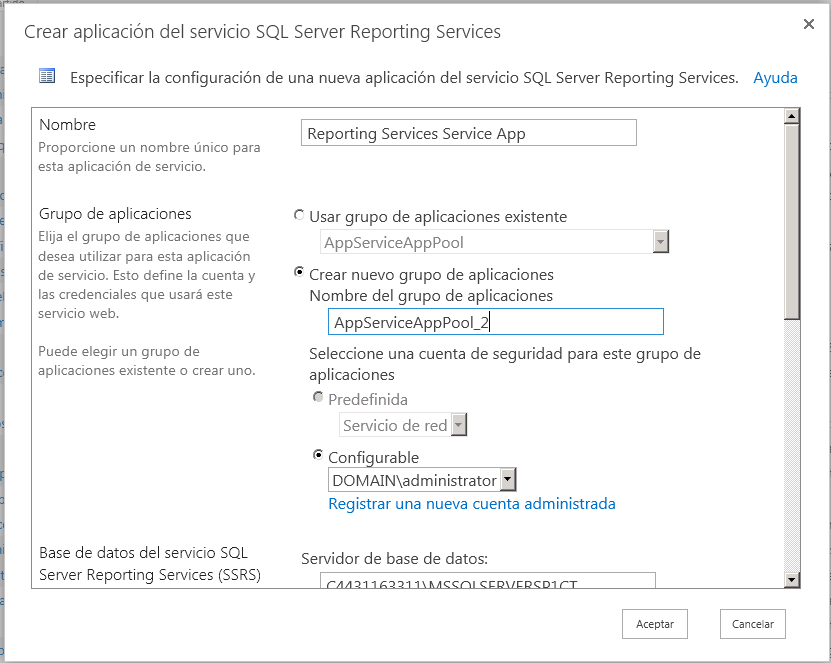 Crear aplicación del servicio SQL Server Reporting Services
Especificar la configuración de una nueva aplicación del servicio SQL Server Reporting Services. Ayuda
Nombre
Proporcione un nombre único para
esta aplicación de servicio.
Reporting Services Service App
Grupo de aplicaciones
Elija el grupo de aplicaciones que
desea utilizar para esta aplicación
de servicio. Esto define la cuenta y
las credenciales que usará este
servicio web.
Puede elegir un grupo de
aplicaciones existente o crear uno.
Usar grupo de aplicaciones existente
AppServiceAppPool
Crear nuevo grupo de aplicaciones
Nombre del grupo de aplicaciones
AppServiceAppPool_2
Seleccione una cuenta de seguridad para este grupo de
aplicaciones
Predefinida
Servicio de red
Configurable
DOMAIN\administrator
Registrar una nueva cuenta administrada
Base de datos del servicio SQL
Server Reporting Services (SSRS)
Servidor de base de datos:
C4431163311\MSSQLSERVERSP1CT
Aceptar
Cancelar